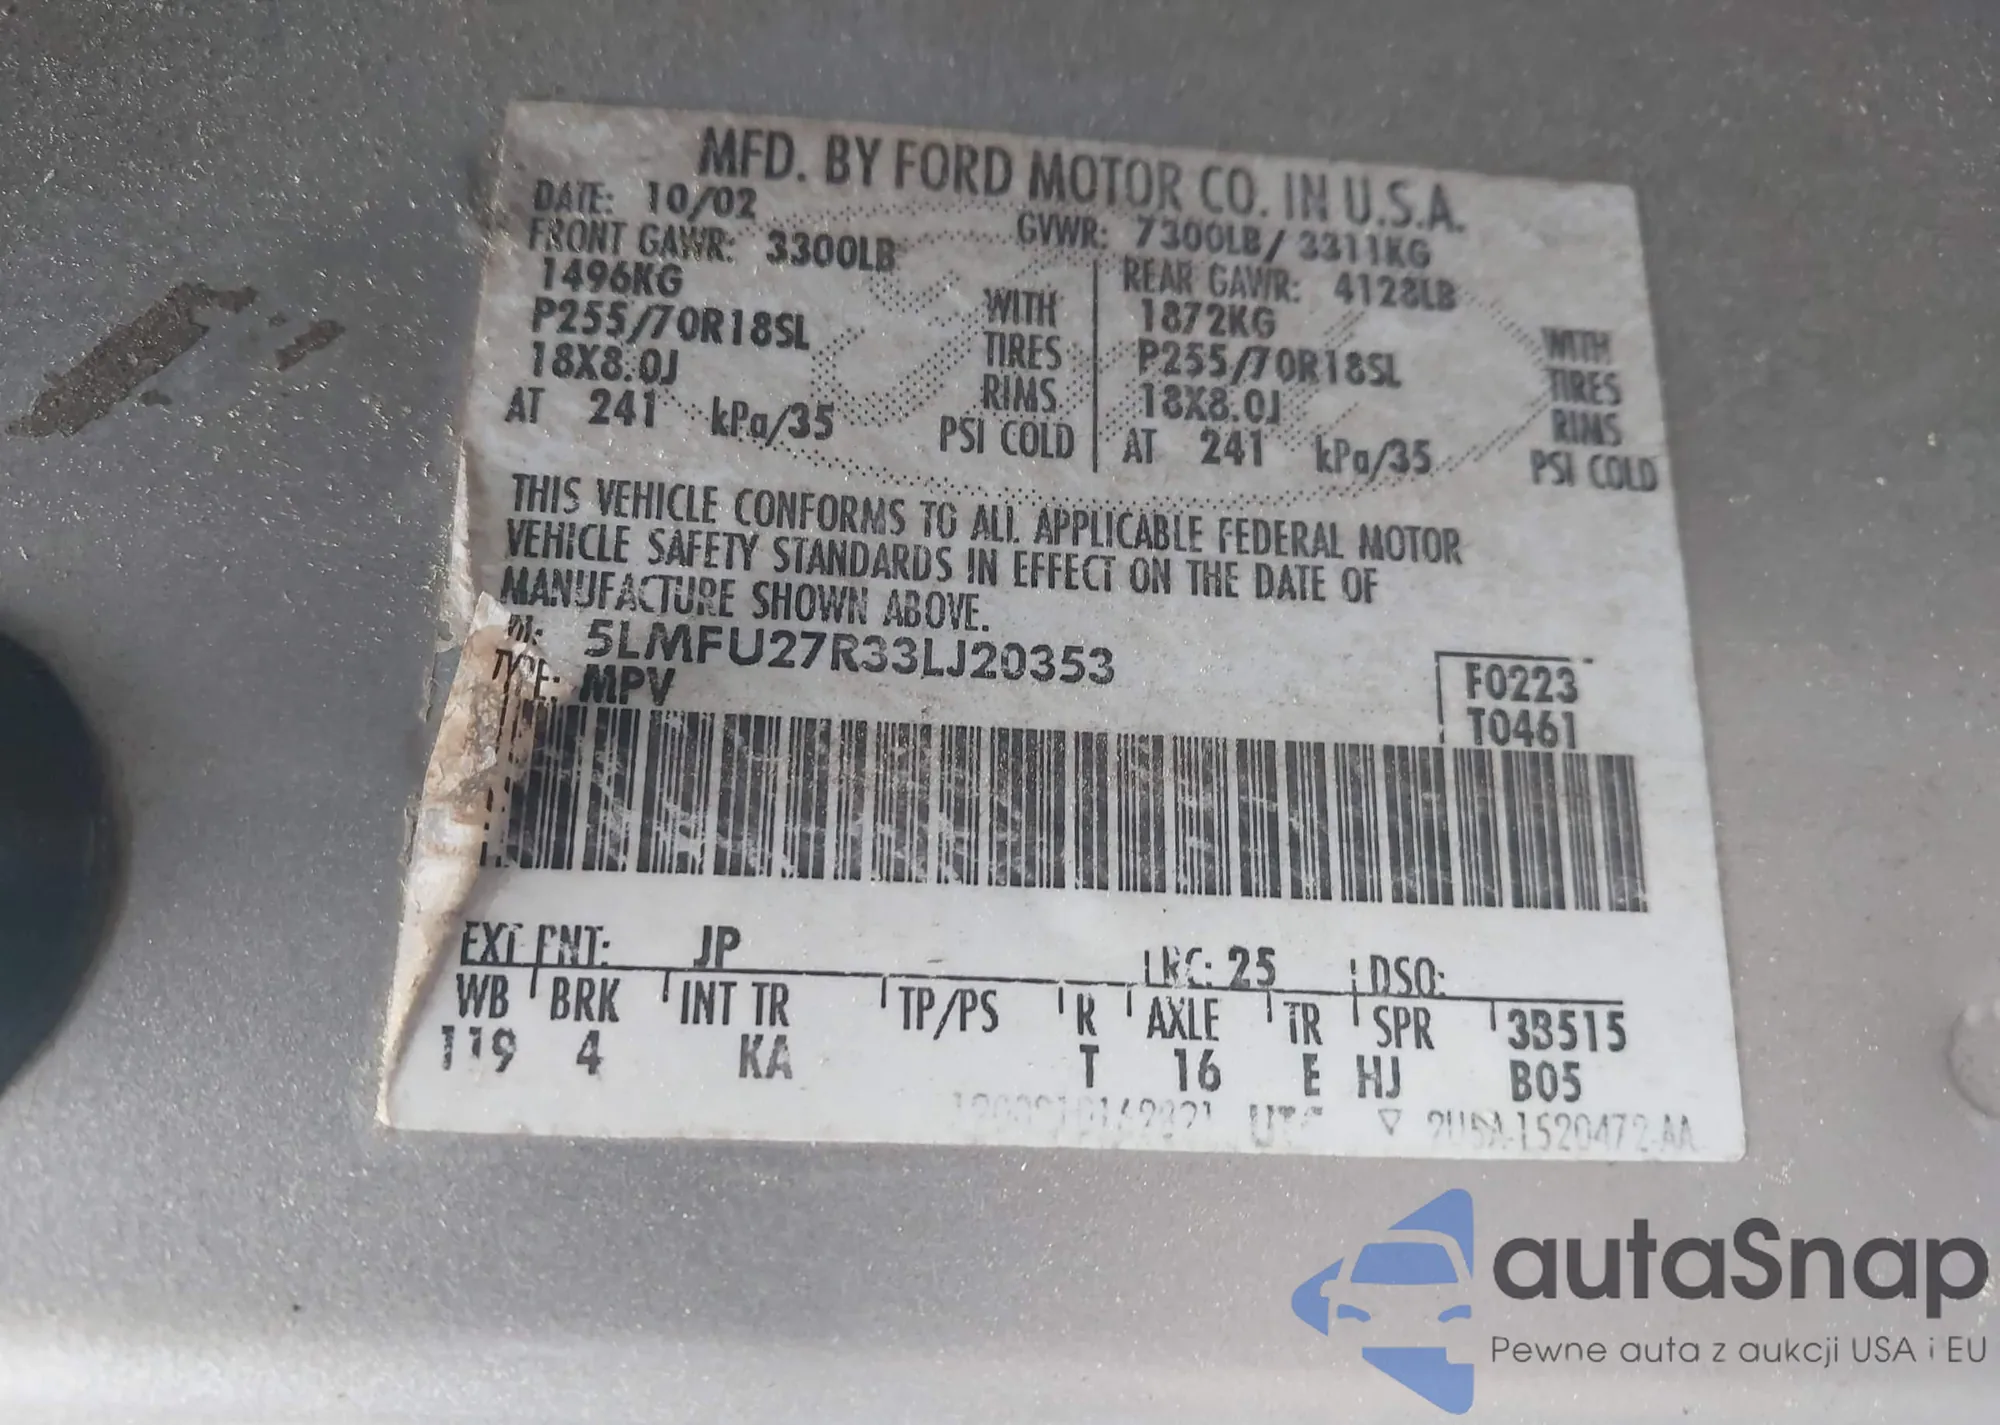 MFD. BY FORD MOTOR CO. IN U.S.A.
DATE: 10/02 GVWR: 7300LB/ 3311KG
FRONT GAWR: 3300LB REAR GAWR: 4128LB
1496KG WITH 1872KG WITH
P255/70R18SL TIRES P255/70R18SL TIRES
18X8.0J RIMS 18X8.0J RIMS
AT 241 kPa/35 PSI COLD AT 241 kPa/35 PSI COLD
THIS VEHICLE CONFORMS TO ALL APPLICABLE FEDERAL MOTOR
VEHICLE SAFETY STANDARDS IN EFFECT ON THE DATE OF
MANUFACTURE SHOWN ABOVE.
5LMFU27R33LJ20353
TYPE: MPV
F0223
T0461
EXT PNT: JP RC: 25 DSO:
WB BRK INT TR TP/PS R AXLE TR SPR 33515
119 4 KA T 16 E HJ B05
autaSnap
Pewne auta z aukcji USA i EU